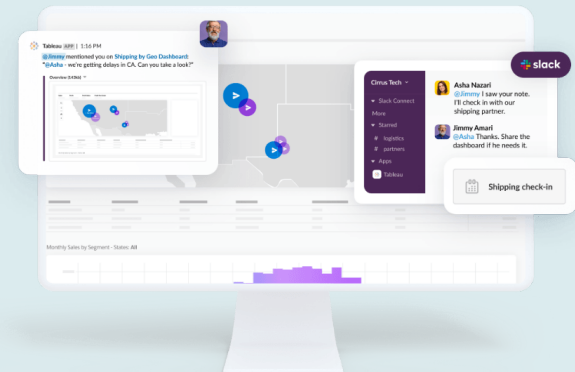 Tableau APP | 1:16 PM
@Jimmy mentioned you on Shipping by Geo Dashboard:
"@Asha - we're getting delays in CA. Can you take a look?"
slack
Cirrus Tech
Slack Connect
More
Starred
# logistics
# partners
Apps
Tableau
Asha Nazari
@Jimmy I saw your note.
I'll check in with our
shipping partner.
Jimmy Amari
@Asha Thanks. Share the
dashboard if he needs it.
Shipping check-in
Monthly Sales by Segment - States: All